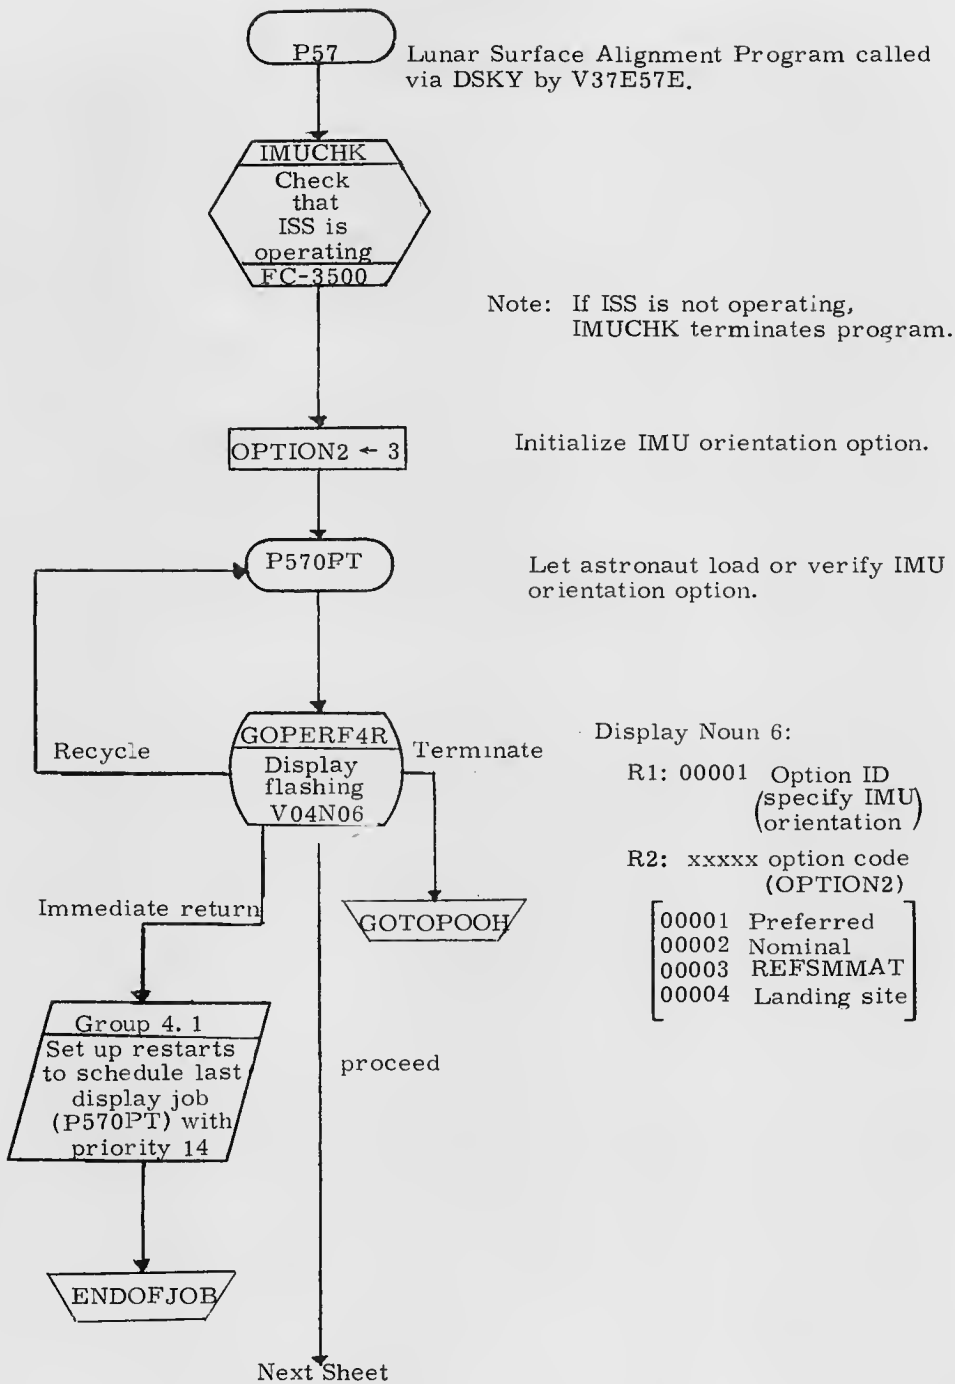 P57
Lunar Surface Alignment Program called
via DSKY by V37E57E.
IMUCHK
Check
that
ISS is
operating
FC-3500
Note: If ISS is not operating,
IMUCHK terminates program.
OPTION2 ← 3
Initialize IMU orientation option.
P57OPT
Let astronaut load or verify IMU
orientation option.
GOPERF4R
Display
flashing
V04N06
Recycle
Terminate
Display Noun 6:
R1: 00001 Option ID
(specify IMU
orientation)
R2: xxxxx option code
(OPTION2)
[00001 Preferred
00002 Nominal
00003 REFSMMAT
00004 Landing site]
GOTOPOOH
Immediate return
Group 4.1
Set up restarts
to schedule last
display job
(P57OPT) with
priority 14
proceed
ENDOFJOB
Next Sheet